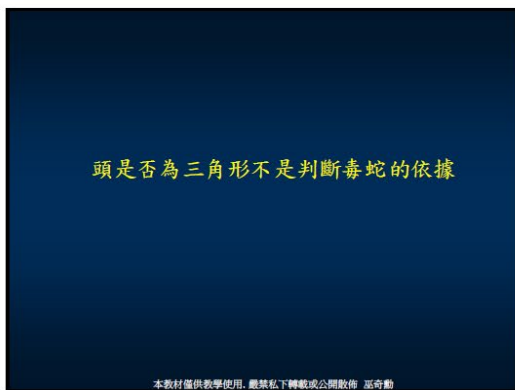 頭是否為三角形不是判斷毒蛇的依據
本教材僅供教學使用, 嚴禁私下轉載或公開散佈 巫奇勳